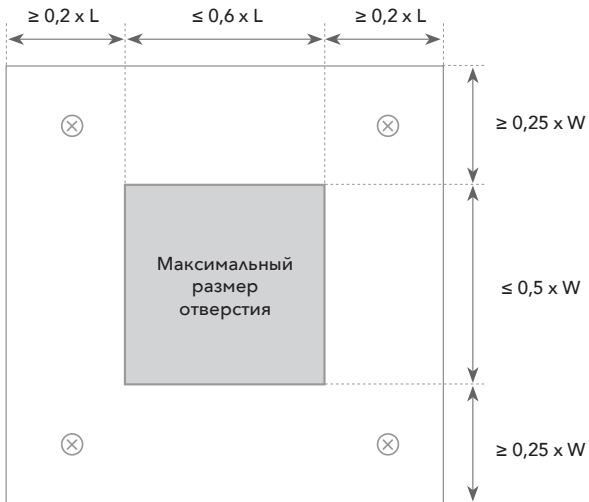 ≥ 0,2 x L
≤ 0,6 x L
≥ 0,2 x L
≥ 0,25 x W
Максимальный
размер
отверстия
≤ 0,5 x W
≥ 0,25 x W